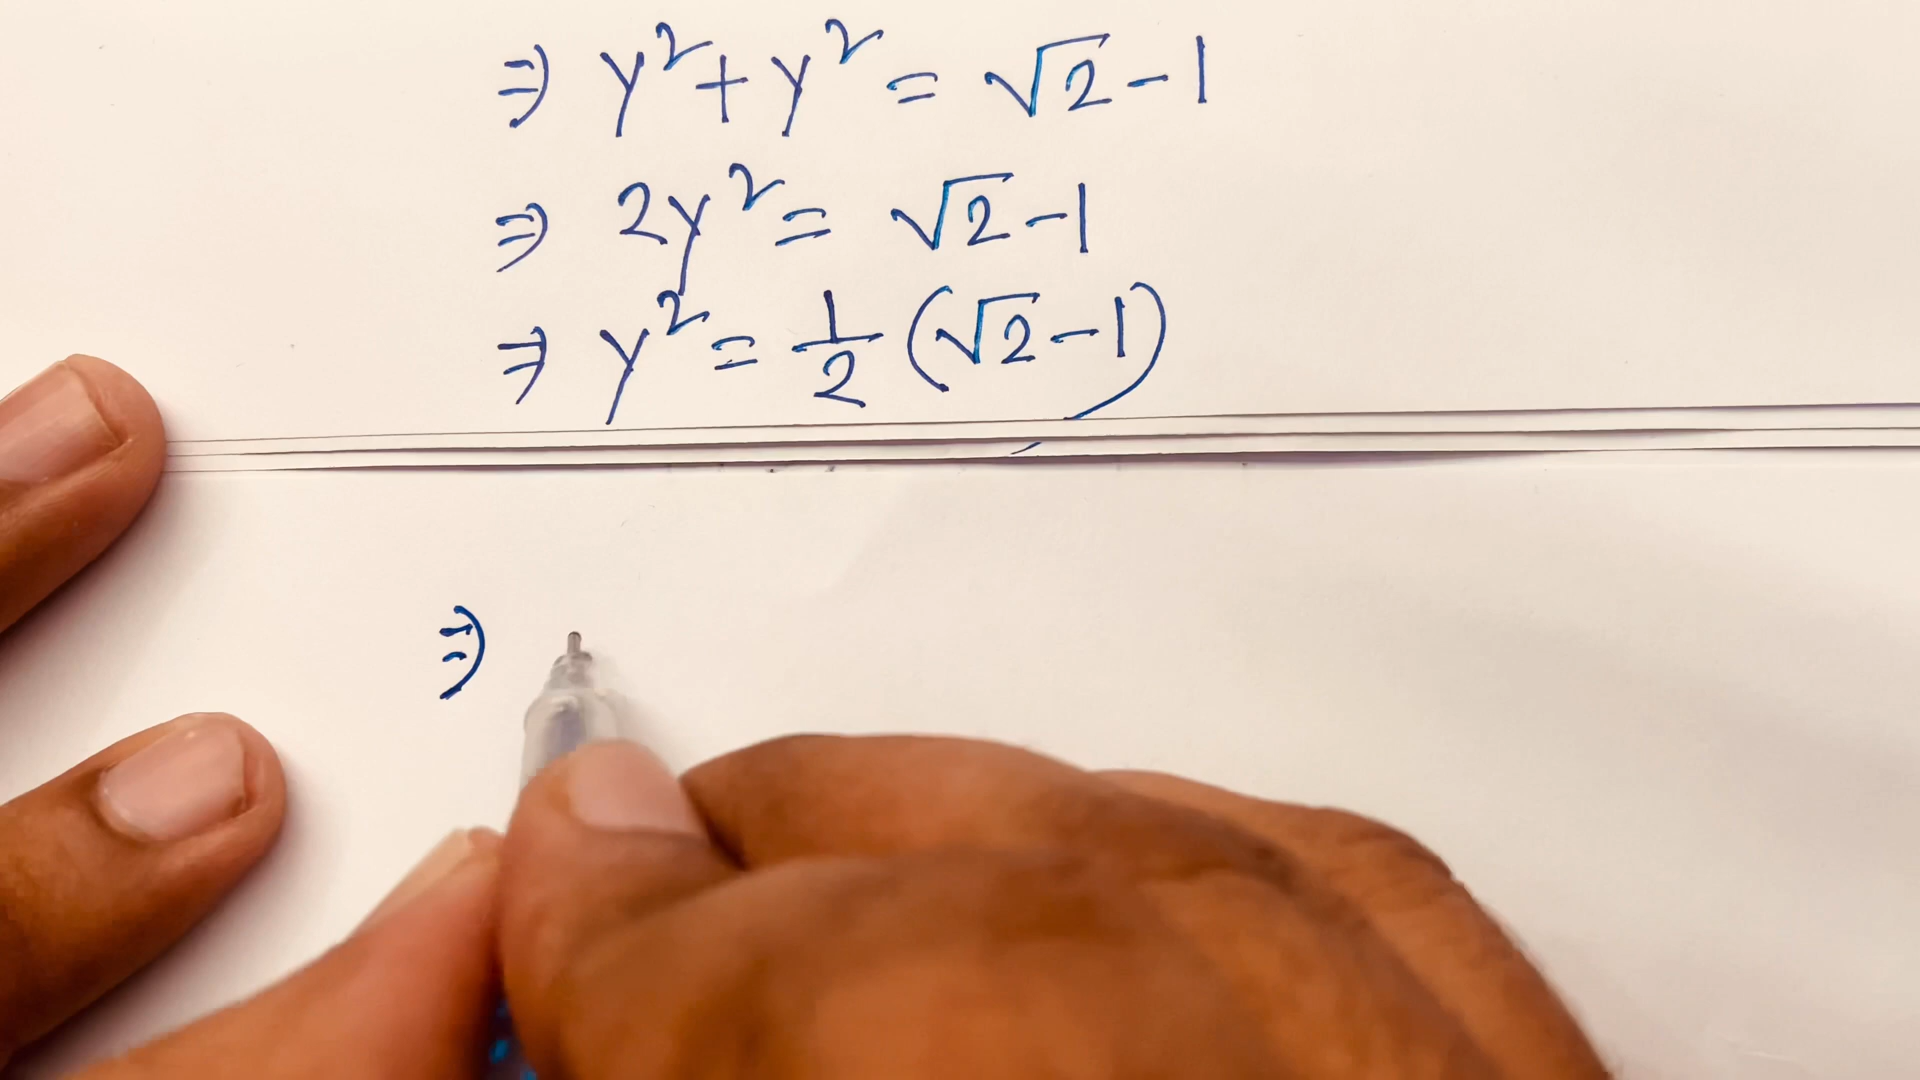 ⇒ y² + y² = √2 - 1
⇒ 2y² = √2 - 1
⇒ y² = 1/2 (√2 - 1)
⇒